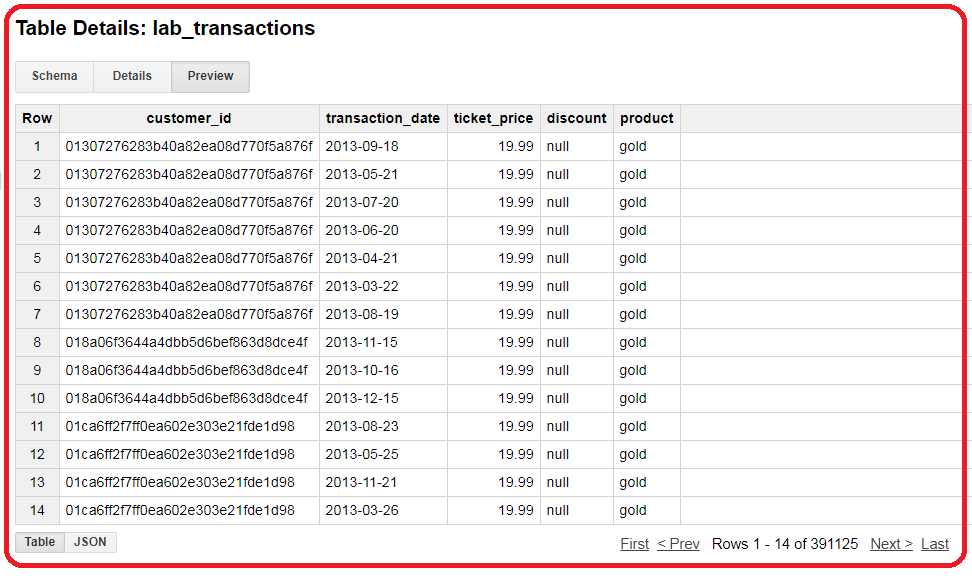 Table Details: lab_transactions
Schema Details Preview
Row customer_id transaction_date ticket_price discount product
1 01307276283b40a82ea08d770f5a876f 2013-09-18 19.99 null gold
2 01307276283b40a82ea08d770f5a876f 2013-05-21 19.99 null gold
3 01307276283b40a82ea08d770f5a876f 2013-07-20 19.99 null gold
4 01307276283b40a82ea08d770f5a876f 2013-06-20 19.99 null gold
5 01307276283b40a82ea08d770f5a876f 2013-04-21 19.99 null gold
6 01307276283b40a82ea08d770f5a876f 2013-03-22 19.99 null gold
7 01307276283b40a82ea08d770f5a876f 2013-08-19 19.99 null gold
8 018a06f3644a4dbb5d6bef863d8dce4f 2013-11-15 19.99 null gold
9 018a06f3644a4dbb5d6bef863d8dce4f 2013-10-16 19.99 null gold
10 018a06f3644a4dbb5d6bef863d8dce4f 2013-12-15 19.99 null gold
11 01ca6ff2f7ff0ea602e303e21fde1d98 2013-08-23 19.99 null gold
12 01ca6ff2f7ff0ea602e303e21fde1d98 2013-05-25 19.99 null gold
13 01ca6ff2f7ff0ea602e303e21fde1d98 2013-11-21 19.99 null gold
14 01ca6ff2f7ff0ea602e303e21fde1d98 2013-03-26 19.99 null gold
Table JSON First < Prev Rows 1 - 14 of 391125 Next > Last